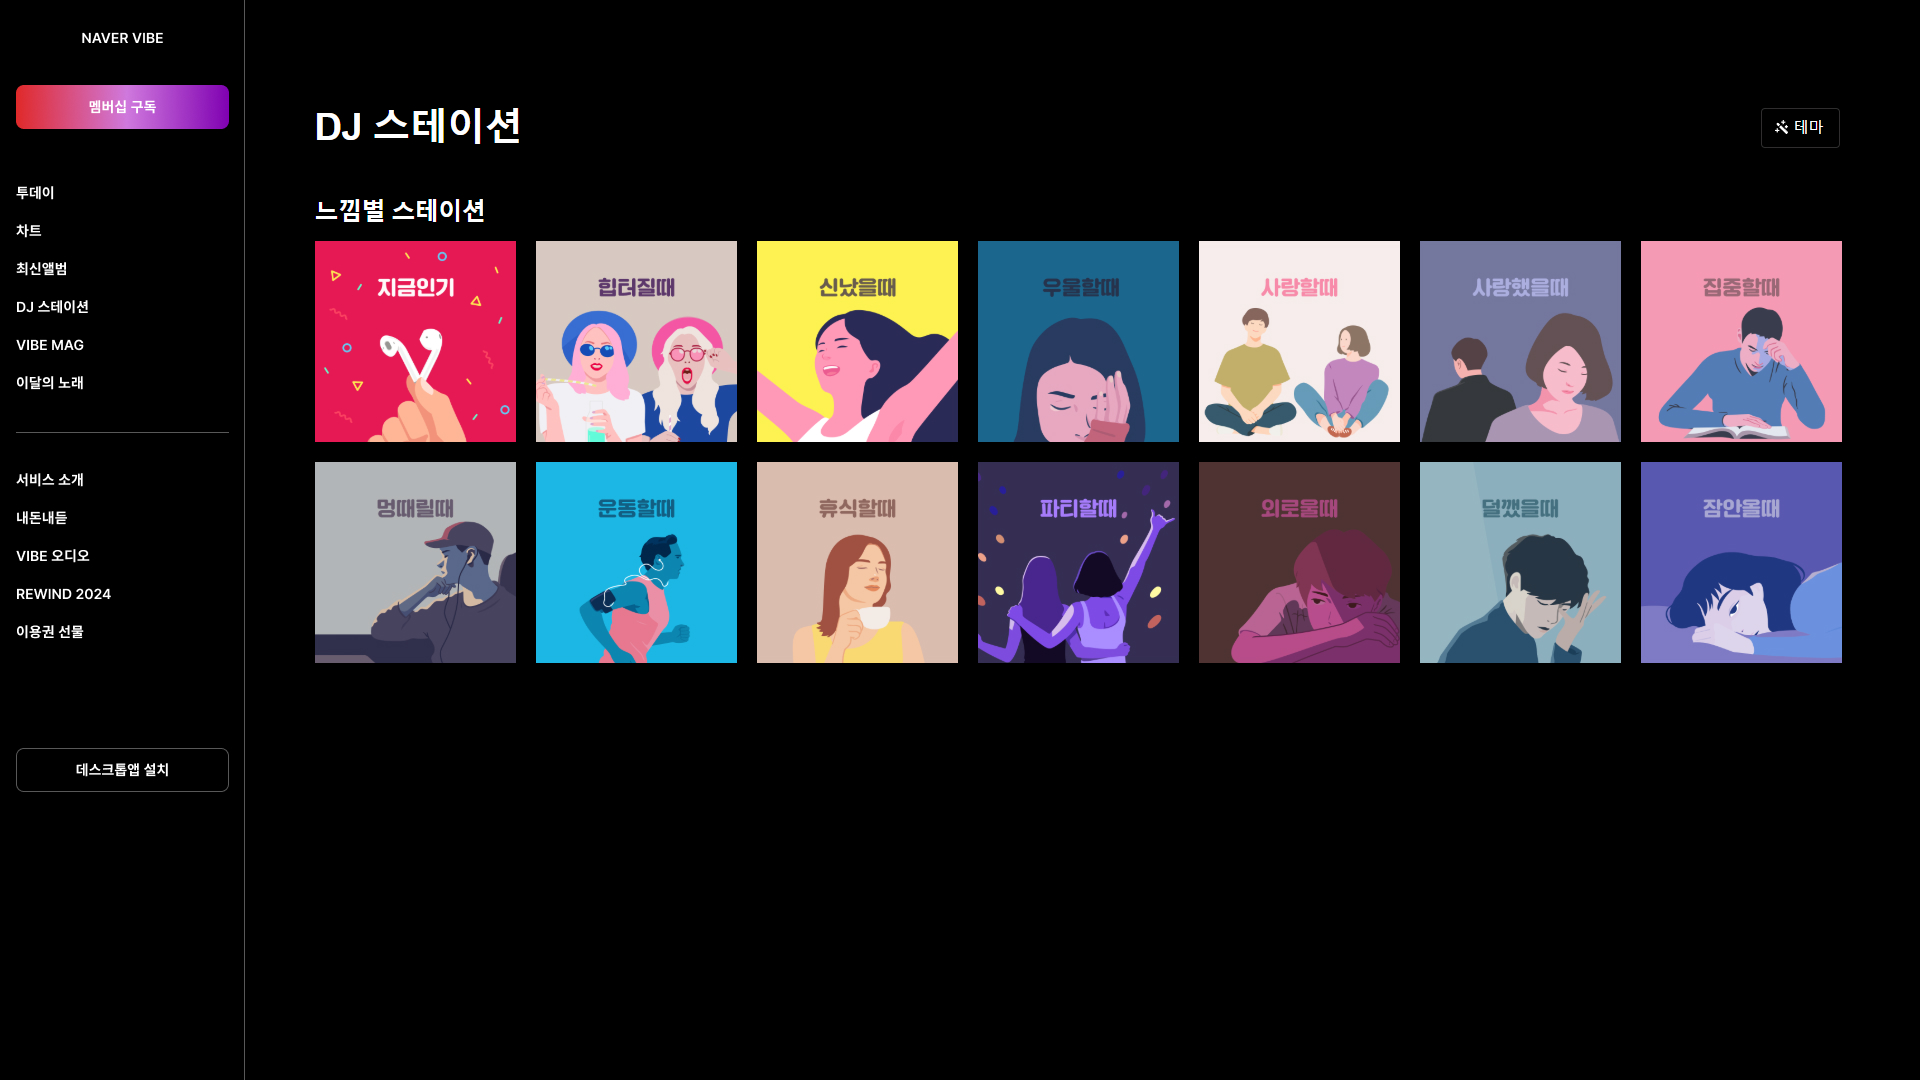 NAVER VIBE
멤버십 구독
투데이
차트
최신앨범
DJ 스테이션
VIBE MAG
이달의 노래
서비스 소개
내돈내듣
VIBE 오디오
REWIND 2024
이용권 선물
데스크톱앱 설치
DJ 스테이션
테마
느낌별 스테이션
지금인기
힙터질때
신났을때
우울할때
사랑할때
사랑했을때
집중할때
멍때릴때
운동할때
휴식할때
파티할때
외로울때
덜깼을때
잠안올때